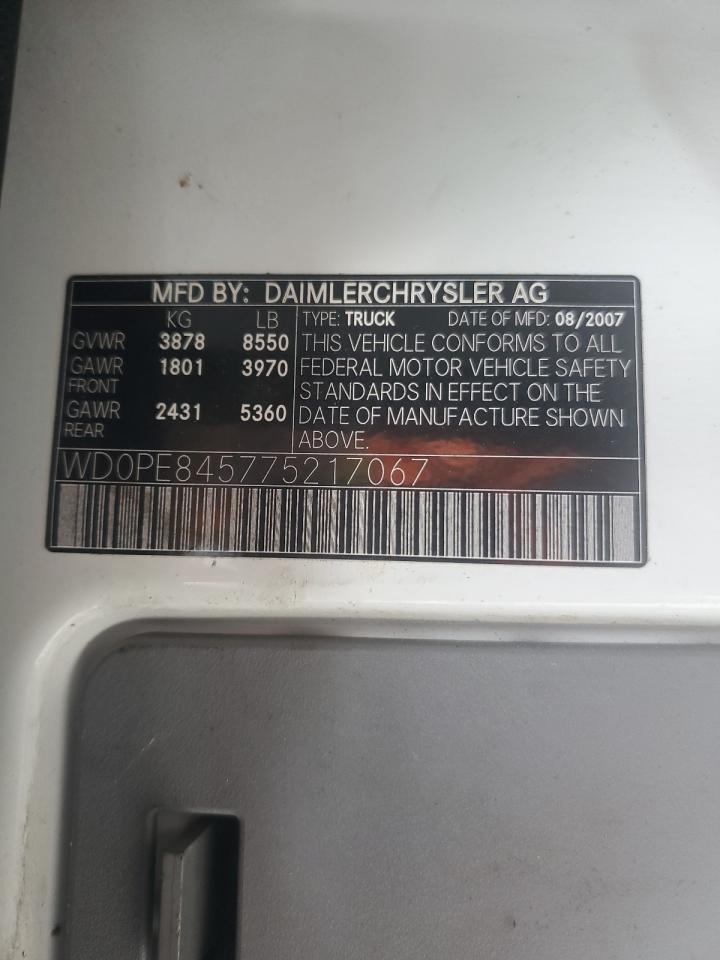 MFD BY: DAIMLERCHRYSLER AG
KG LB
GVWR 3878 8550
GAWR 1801 3970
FRONT
GAWR 2431 5360
REAR
TYPE: TRUCK DATE OF MFD: 08/2007
THIS VEHICLE CONFORMS TO ALL
FEDERAL MOTOR VEHICLE SAFETY
STANDARDS IN EFFECT ON THE
DATE OF MANUFACTURE SHOWN
ABOVE.
WD0PE845775217067